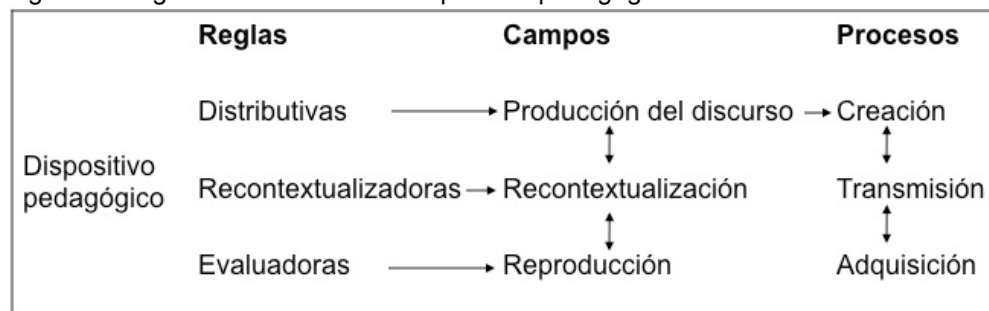 Reglas Campos Procesos
Distributivas Producción del discurso Creación
Dispositivo
pedagógico
Recontextualizadoras Recontextualización Transmisión
Evaluadoras Reproducción Adquisición